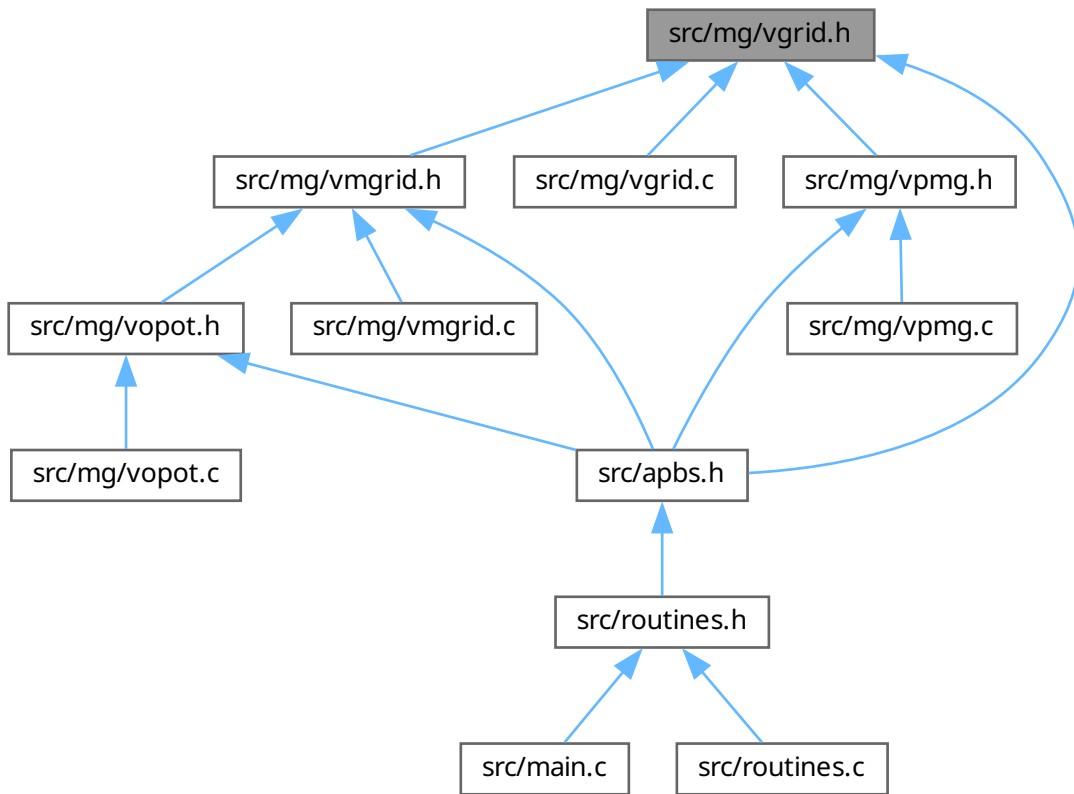 src/mg/vgrid.h
src/mg/vmgrid.h
src/mg/vgrid.c
src/mg/vpmg.h
src/mg/vopot.h
src/mg/vmgrid.c
src/mg/vpmg.c
src/mg/vopot.c
src/apbs.h
src/routines.h
src/main.c
src/routines.c